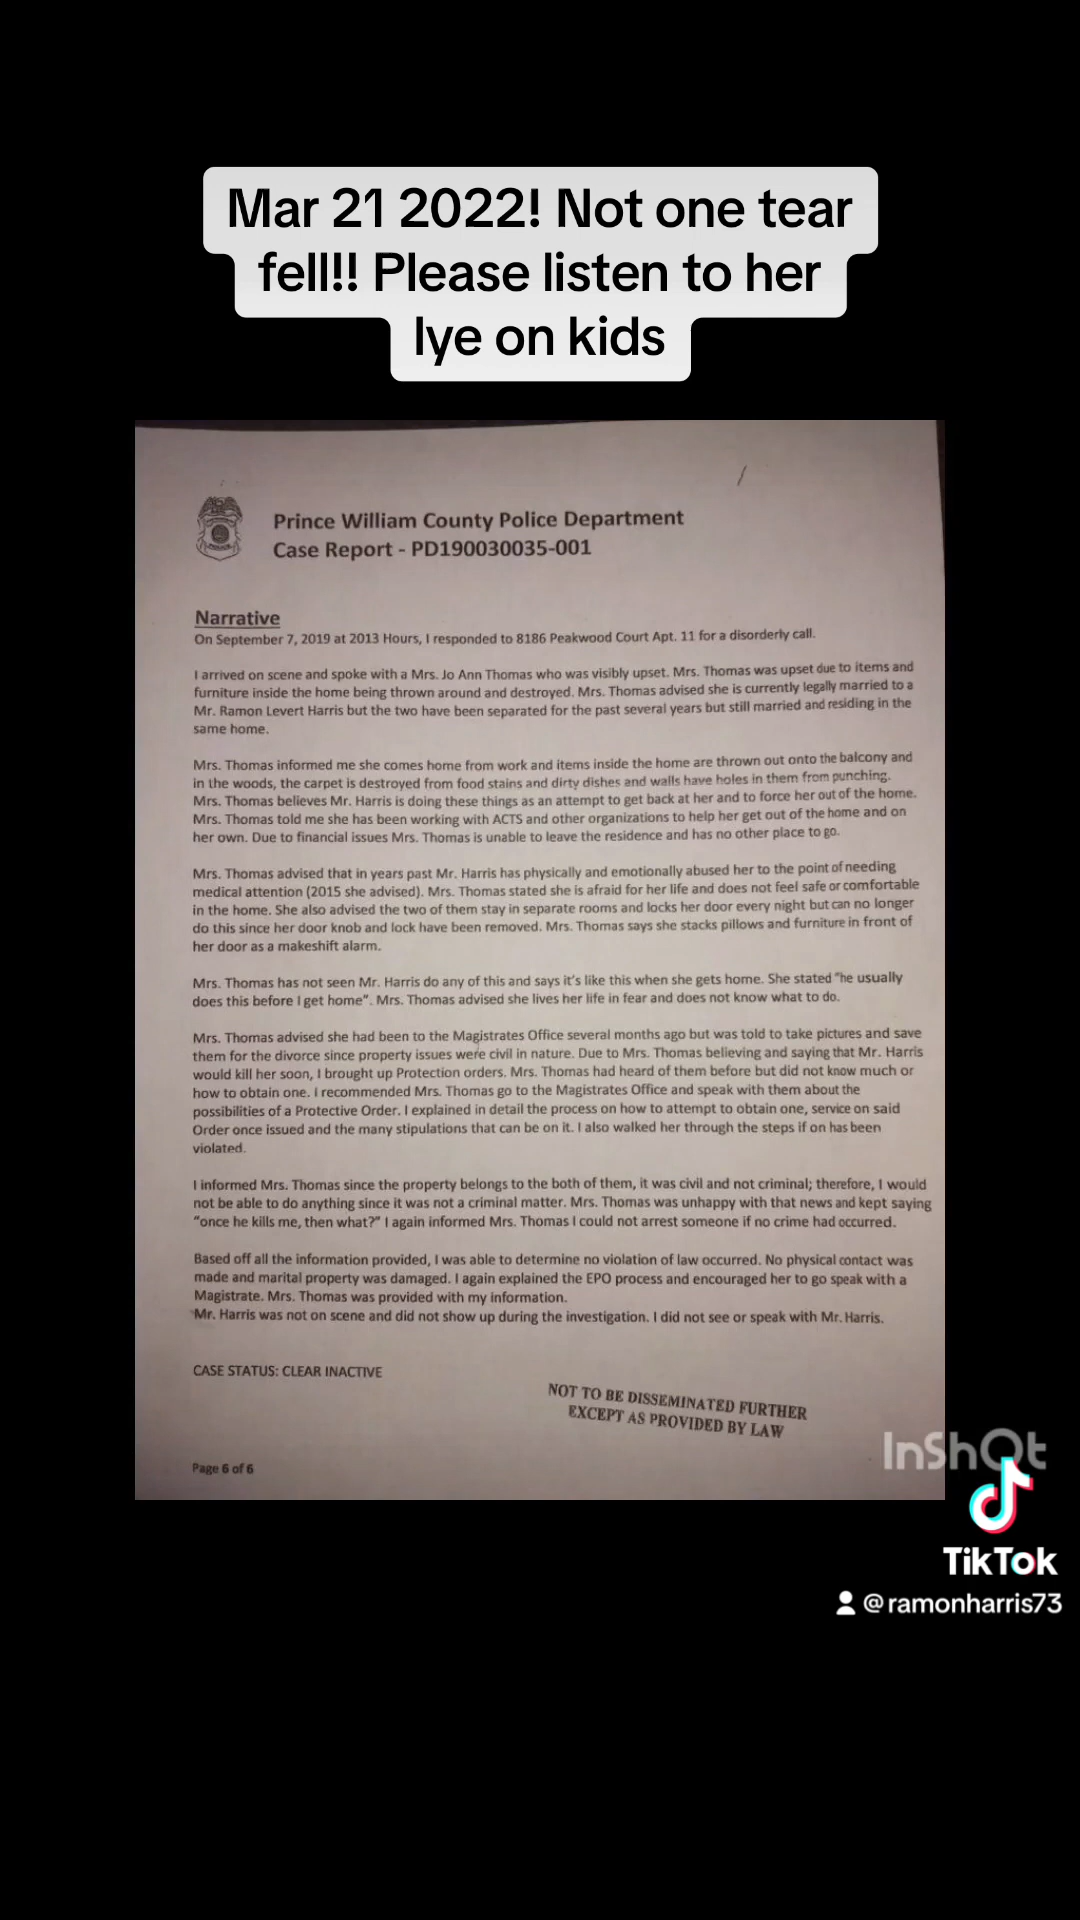 Mar 21 2022! Not one tear
fell!! Please listen to her
lye on kids
Prince William County Police Department
Case Report - PD190030035-001
Narrative
On September 7, 2019 at 2013 Hours, I responded to 8186 Peakwood Court Apt. 11 for a disorderly call.
I arrived on scene and spoke with a Mrs. Jo Ann Thomas who was visibly upset. Mrs. Thomas was upset due to items and
furniture inside the home being thrown around and destroyed. Mrs. Thomas advised she is currently legally married to a
Mr. Ramon Levert Harris but the two have been separated for the past several years but still married and residing in the
same home.
Mrs. Thomas informed me she comes home from work and items inside the home are thrown out onto the balcony and
in the woods, the carpet is destroyed from food stains and dirty dishes and walls have holes in them from punching.
Mrs. Thomas believes Mr. Harris is doing these things as an attempt to get back at her and to force her out of the home.
Mrs. Thomas told me she has been working with ACTS and other organizations to help her get out of the home and on
her own. Due to financial issues Mrs. Thomas is unable to leave the residence and has no other place to go.
Mrs. Thomas advised that in years past Mr. Harris has physically and emotionally abused her to the point of needing
medical attention (2015 she advised). Mrs. Thomas stated she is afraid for her life and does not feel safe or comfortable
in the home. She also advised the two of them stay in separate rooms and locks her door every night but can no longer
do this since her door knob and lock have been removed. Mrs. Thomas says she stacks pillows and furniture in front of
her door as a makeshift alarm.
Mrs. Thomas has not seen Mr. Harris do any of this and says it's like this when she gets home. She stated "he usually
does this before I get home". Mrs. Thomas advised she lives her life in fear and does not know what to do.
Mrs. Thomas advised she had been to the Magistrates Office several months ago but was told to take pictures and save
them for the divorce since property issues were civil in nature. Due to Mrs. Thomas believing and saying that Mr. Harris
would kill her soon, I brought up Protection orders. Mrs. Thomas had heard of them before but did not know much or
how to obtain one. I recommended Mrs. Thomas go to the Magistrates Office and speak with them about the
possibilities of a Protective Order. I explained in detail the process on how to attempt to obtain one, service on said
Order once issued and the many stipulations that can be on it. I also walked her through the steps if on has been
violated.
I informed Mrs. Thomas since the property belongs to the both of them, it was civil and not criminal; therefore, I would
not be able to do anything since it was not a criminal matter. Mrs. Thomas was unhappy with that news and kept saying
"once he kills me, then what?" I again informed Mrs. Thomas I could not arrest someone if no crime had occurred.
Based off all the information provided, I was able to determine no violation of law occurred. No physical contact was
made and marital property was damaged. I again explained the EPO process and encouraged her to go speak with a
Magistrate. Mrs. Thomas was provided with my information.
Mr. Harris was not on scene and did not show up during the investigation. I did not see or speak with Mr. Harris.
CASE STATUS: CLEAR INACTIVE
NOT TO BE DISSEMINATED FURTHER
EXCEPT AS PROVIDED BY LAW
Page 6 of 6
InShOt
TikTok
@ramonharris73